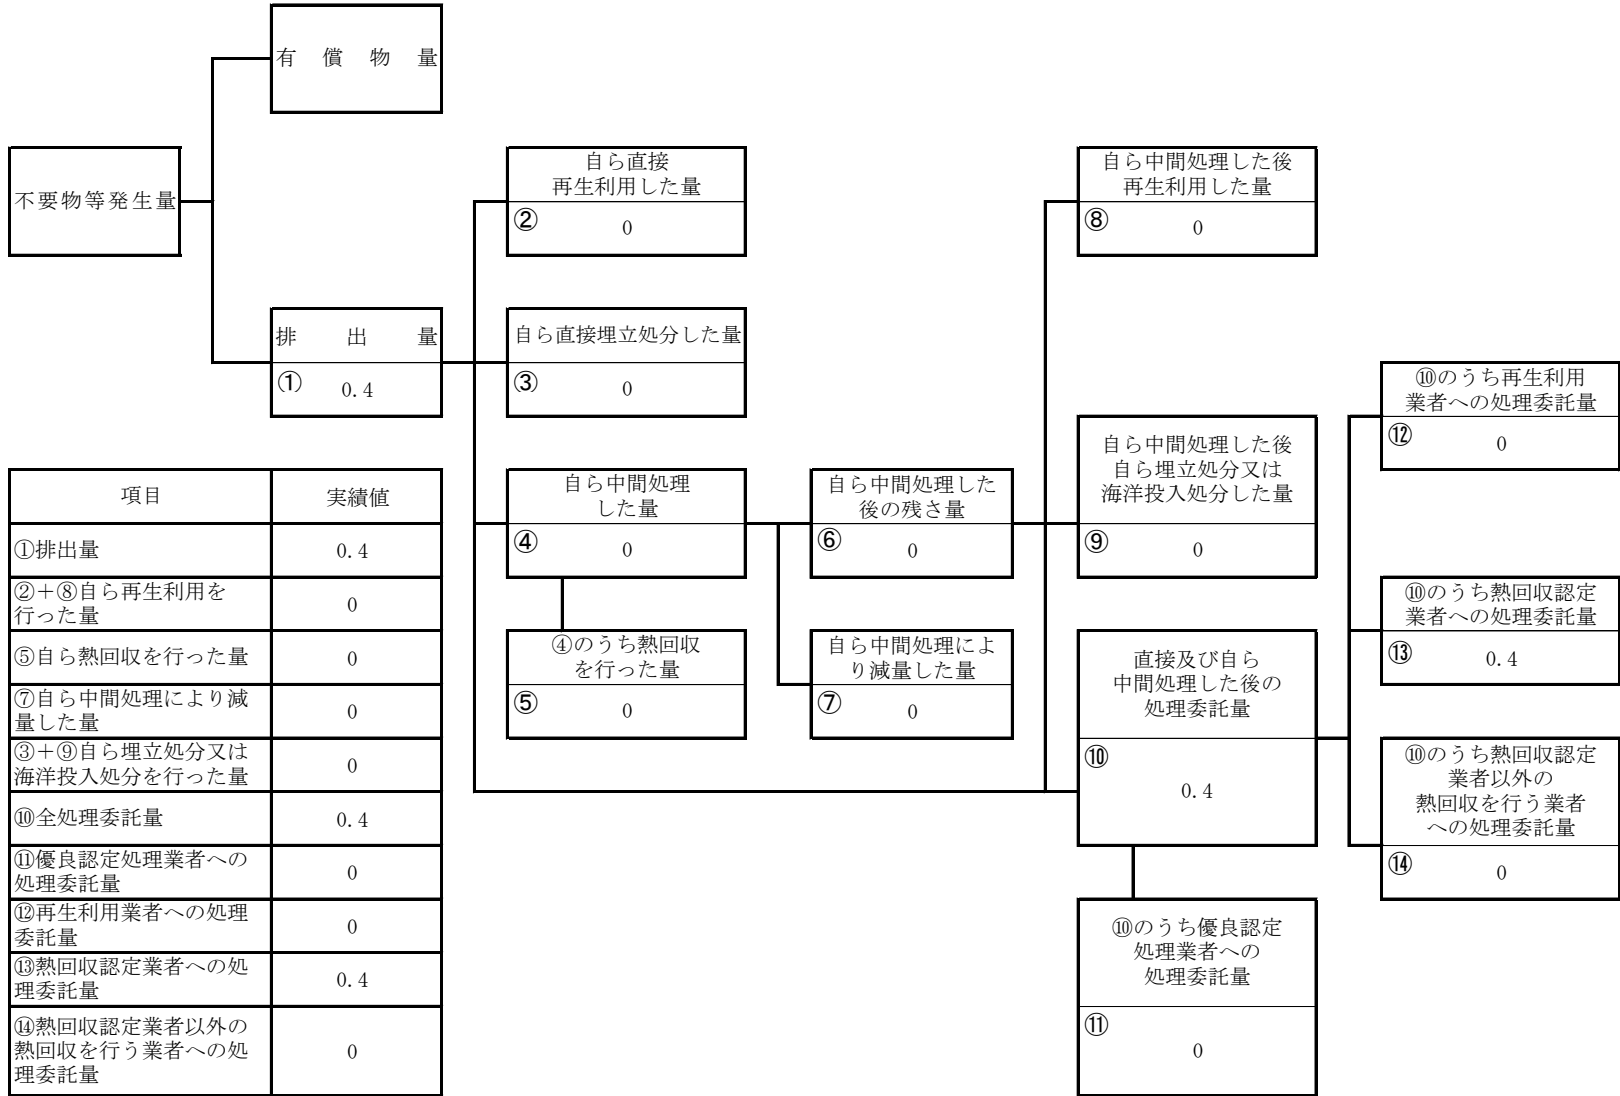 有償物量
不要物等発生量
排出量
① 0.4
自ら直接
再生利用した量
② 0
自ら直接埋立処分した量
③ 0
自ら中間処理
した量
④ 0
④のうち熱回収
を行った量
⑤ 0
自ら中間処理した
後の残さ量
⑥ 0
自ら中間処理によ
り減量した量
⑦ 0
自ら中間処理した後
再生利用した量
⑧ 0
自ら中間処理した後
自ら埋立処分又は
海洋投入処分した量
⑨ 0
直接及び自ら
中間処理した後の
処理委託量
⑩
0.4
⑩のうち優良認定
処理業者への
処理委託量
⑪
0
⑩のうち再生利用
業者への処理委託量
⑫ 0
⑩のうち熱回収認定
業者への処理委託量
⑬ 0.4
⑩のうち熱回収認定
業者以外の
熱回収を行う業者
への処理委託量
⑭ 0
項目 実績値
①排出量 0.4
②+⑧自ら再生利用を
行った量 0
⑤自ら熱回収を行った量 0
⑦自ら中間処理により減
量した量 0
③+⑨自ら埋立処分又は
海洋投入処分を行った量 0
⑩全処理委託量 0.4
⑪優良認定処理業者への
処理委託量 0
⑫再生利用業者への処理
委託量 0
⑬熱回収認定業者への処
理委託量 0.4
⑭熱回収認定業者以外の
熱回収を行う業者への処
理委託量 0